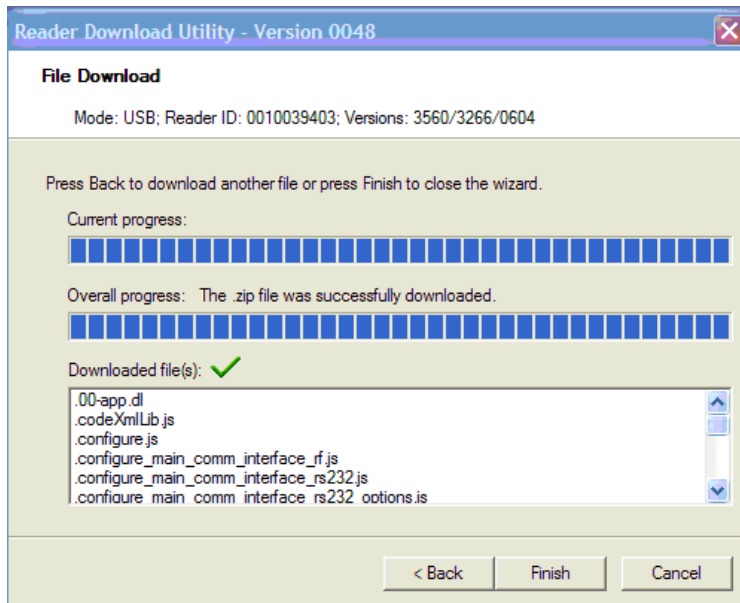 Reader Download Utility - Version 0048
File Download
Mode: USB; Reader ID: 0010039403; Versions: 3560/3266/0604
Press Back to download another file or press Finish to close the wizard.
Current progress:
Overall progress: The .zip file was successfully downloaded.
Downloaded file(s):
.00-app.dl
.codeXmlLib.js
.configure.js
.configure_main_comm_interface_rf.js
.configure_main_comm_interface_rs232.js
.configure_main_comm_interface_rs232_options.js
< Back
Finish
Cancel